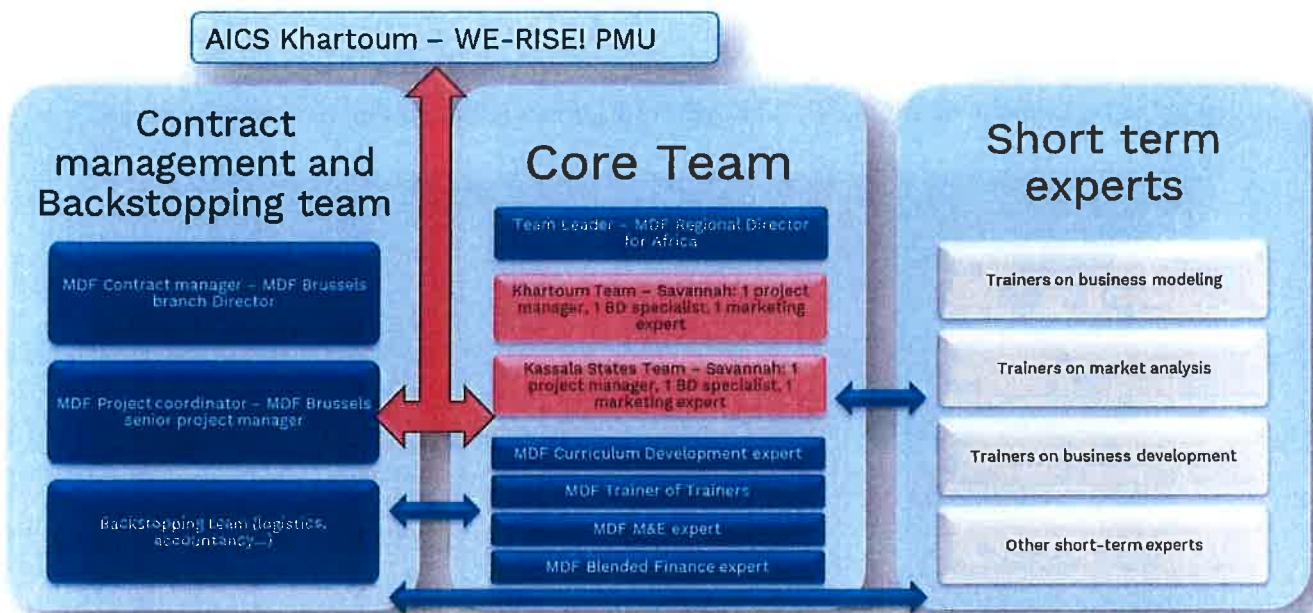 AICS Khartoum – WE-RISE! PMU
Contract
management and
Backstopping team
MDF Contract manager – MDF Brussels
branch Director
MDF Project coordinator – MDF Brussels
senior project manager
Backstopping team (logistics,
accountancy...)
Core Team
Team Leader – MDF Regional Director
for Africa
Khartoum Team – Savannah: 1 project
manager, 1 BD specialist, 1 marketing
expert
Kassala States Team – Savannah: 1
project manager, 1 BD specialist, 1
marketing expert
MDF Curriculum Development expert
MDF Trainer of Trainers
MDF M&E expert
MDF Blended Finance expert
Short term
experts
Trainers on business modeling
Trainers on market analysis
Trainers on business development
Other short-term experts